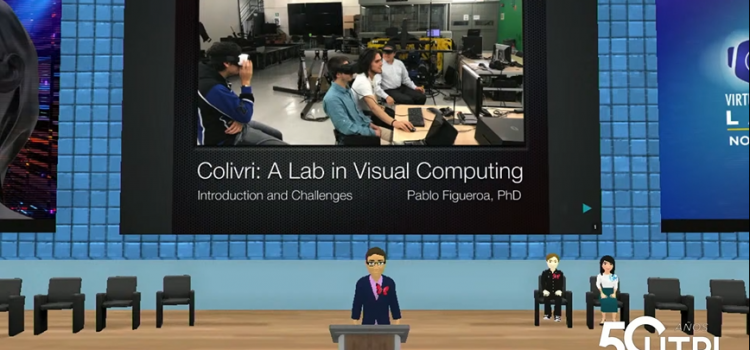 Colivri: A Lab in Visual Computing
Introduction and Challenges
Pablo Figueroa, PhD
VIRT
L
NO
AÑOS
50 UTPL